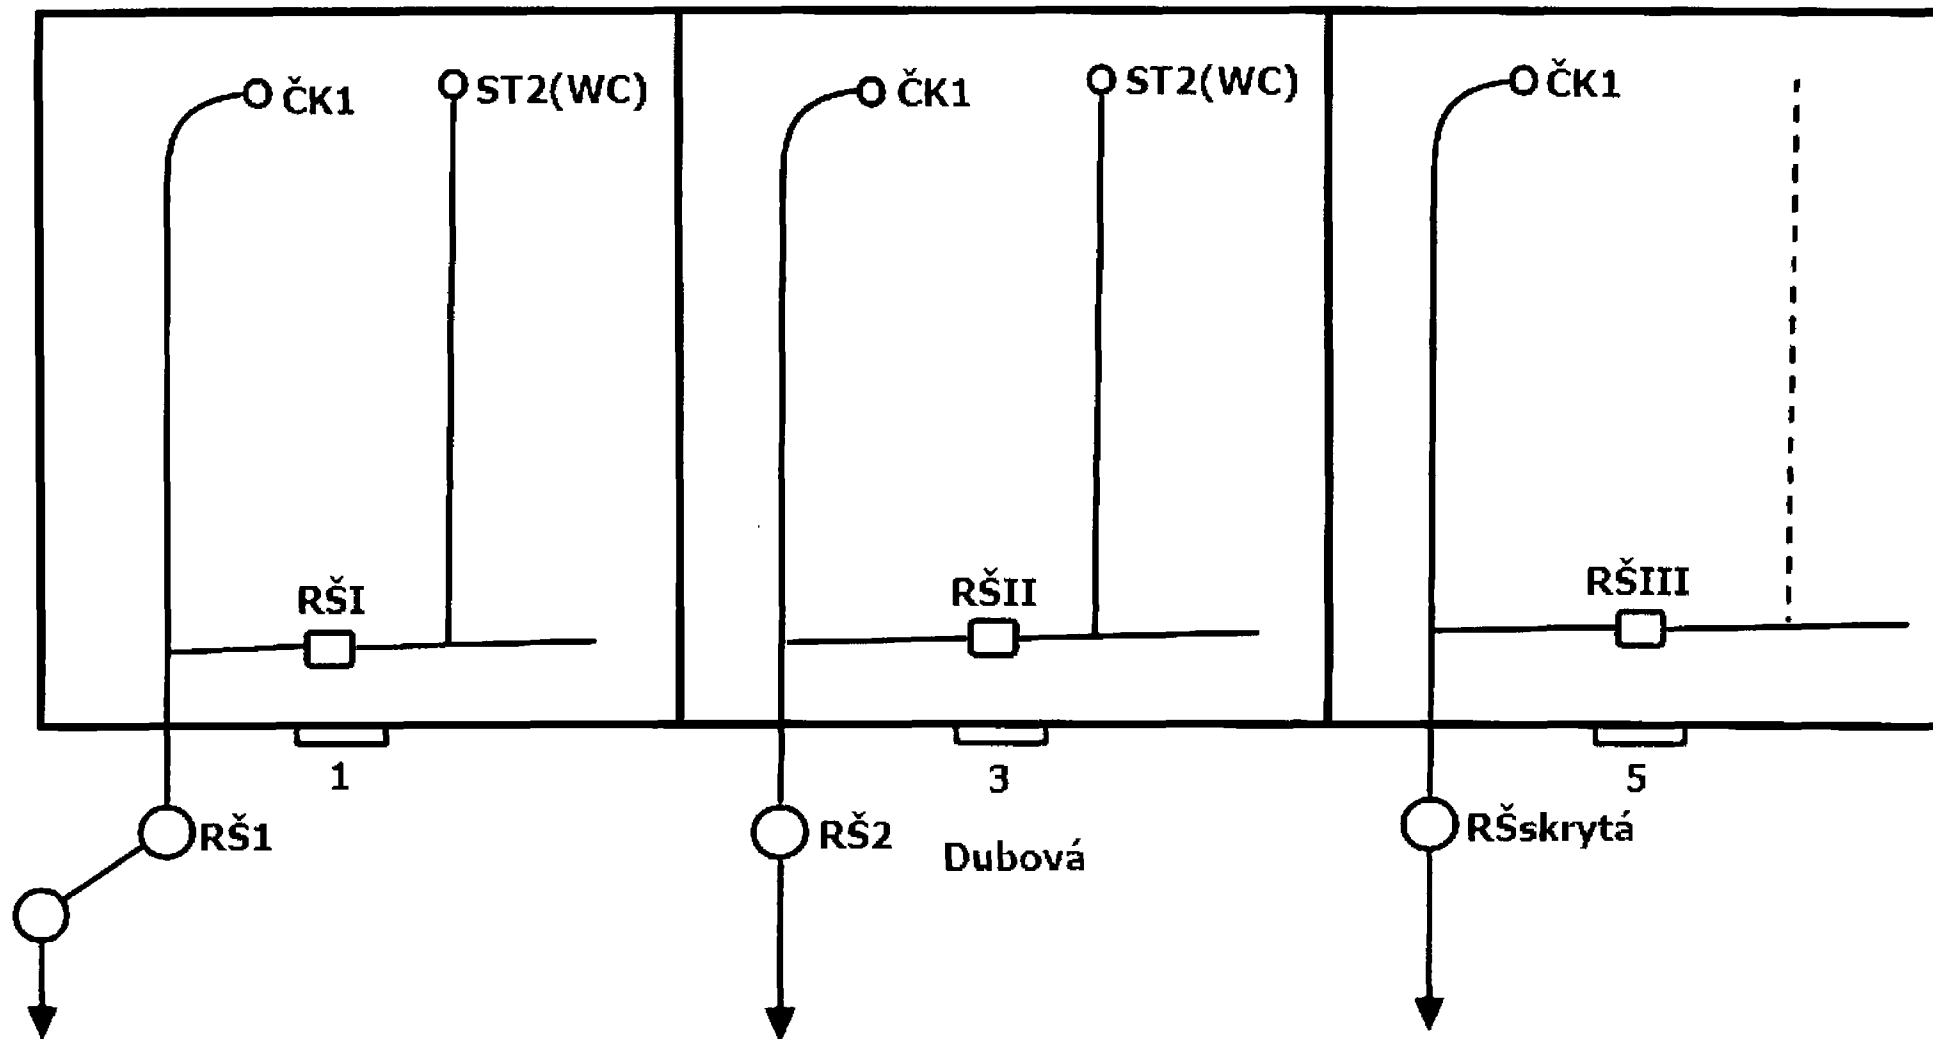 ČK1
ST2(WC)
ČK1
ST2(WC)
ČK1
RŠI
RŠII
RŠIII
1
3
5
RŠ1
RŠ2
Dubová
RŠskrytá